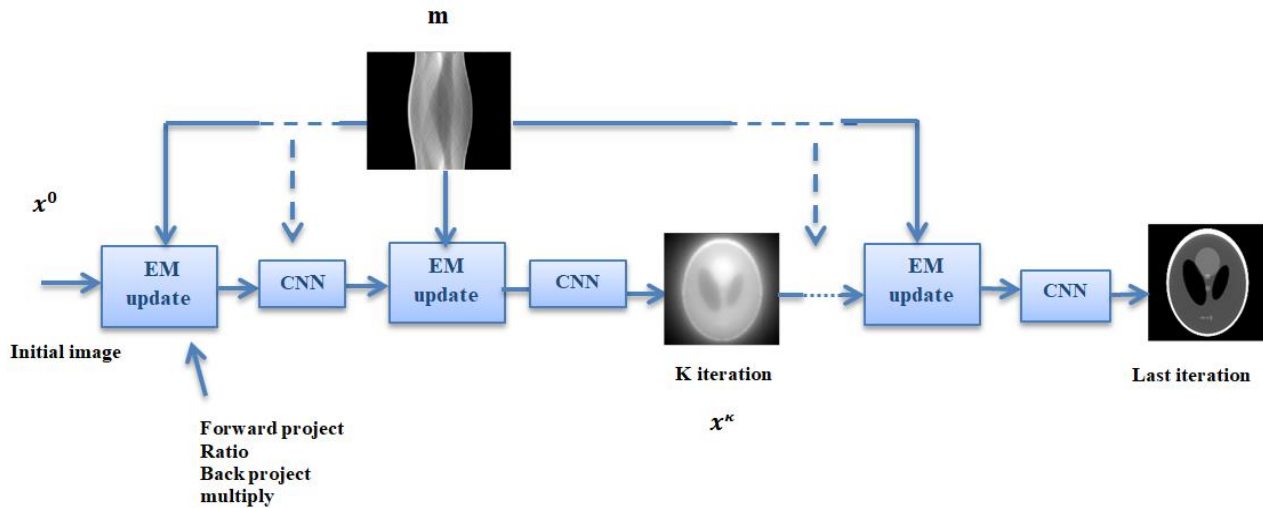 m
x⁰
EM
update
CNN
EM
update
CNN
EM
update
CNN
Initial image
K iteration
Last iteration
xᴷ
Forward project
Ratio
Back project
multiply